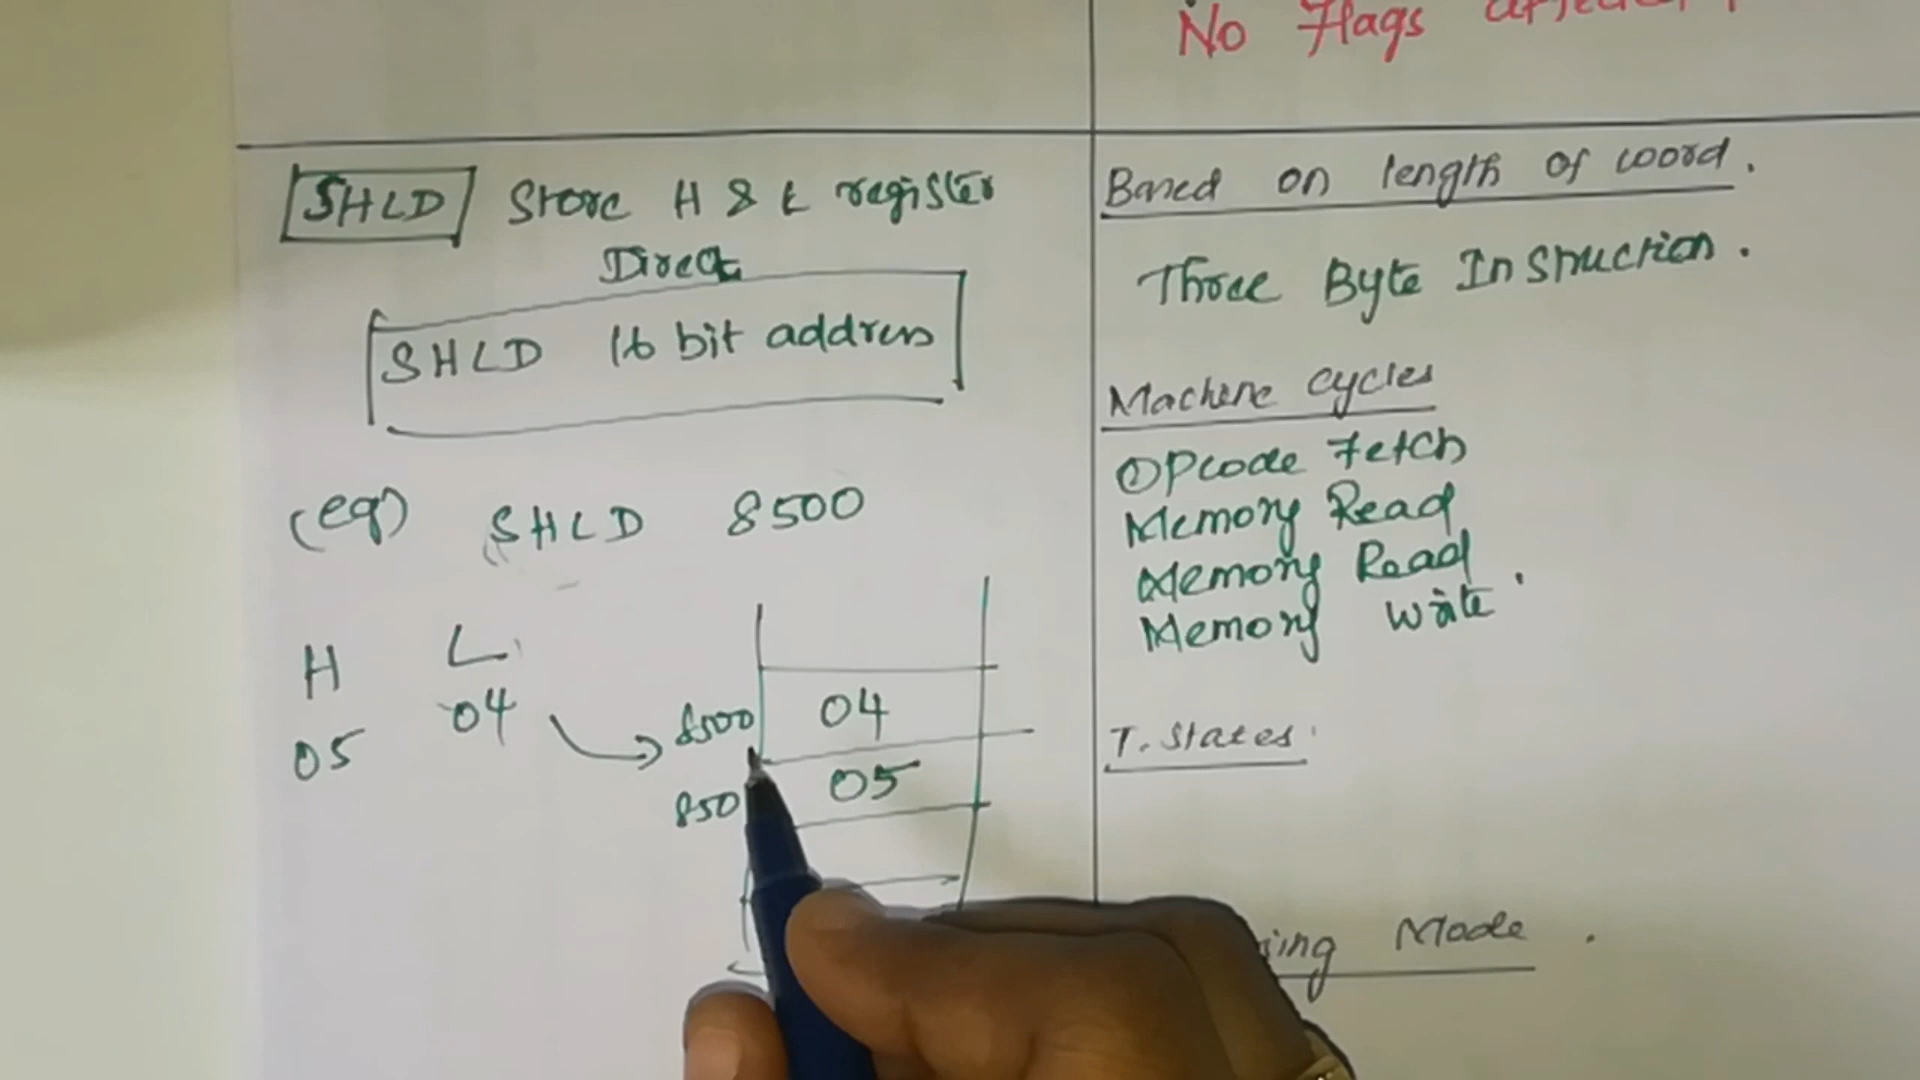 No Flags
SHLD Store H & L register
Direct
SHLD 16 bit address
(eg) SHLD 8500
H L
05 04
8500 04
850 05
Based on length of word.
Three Byte Instruction.
Machine Cycles
Opcode Fetch
Memory Read
Memory Read
Memory Write.
T. States
Mode.